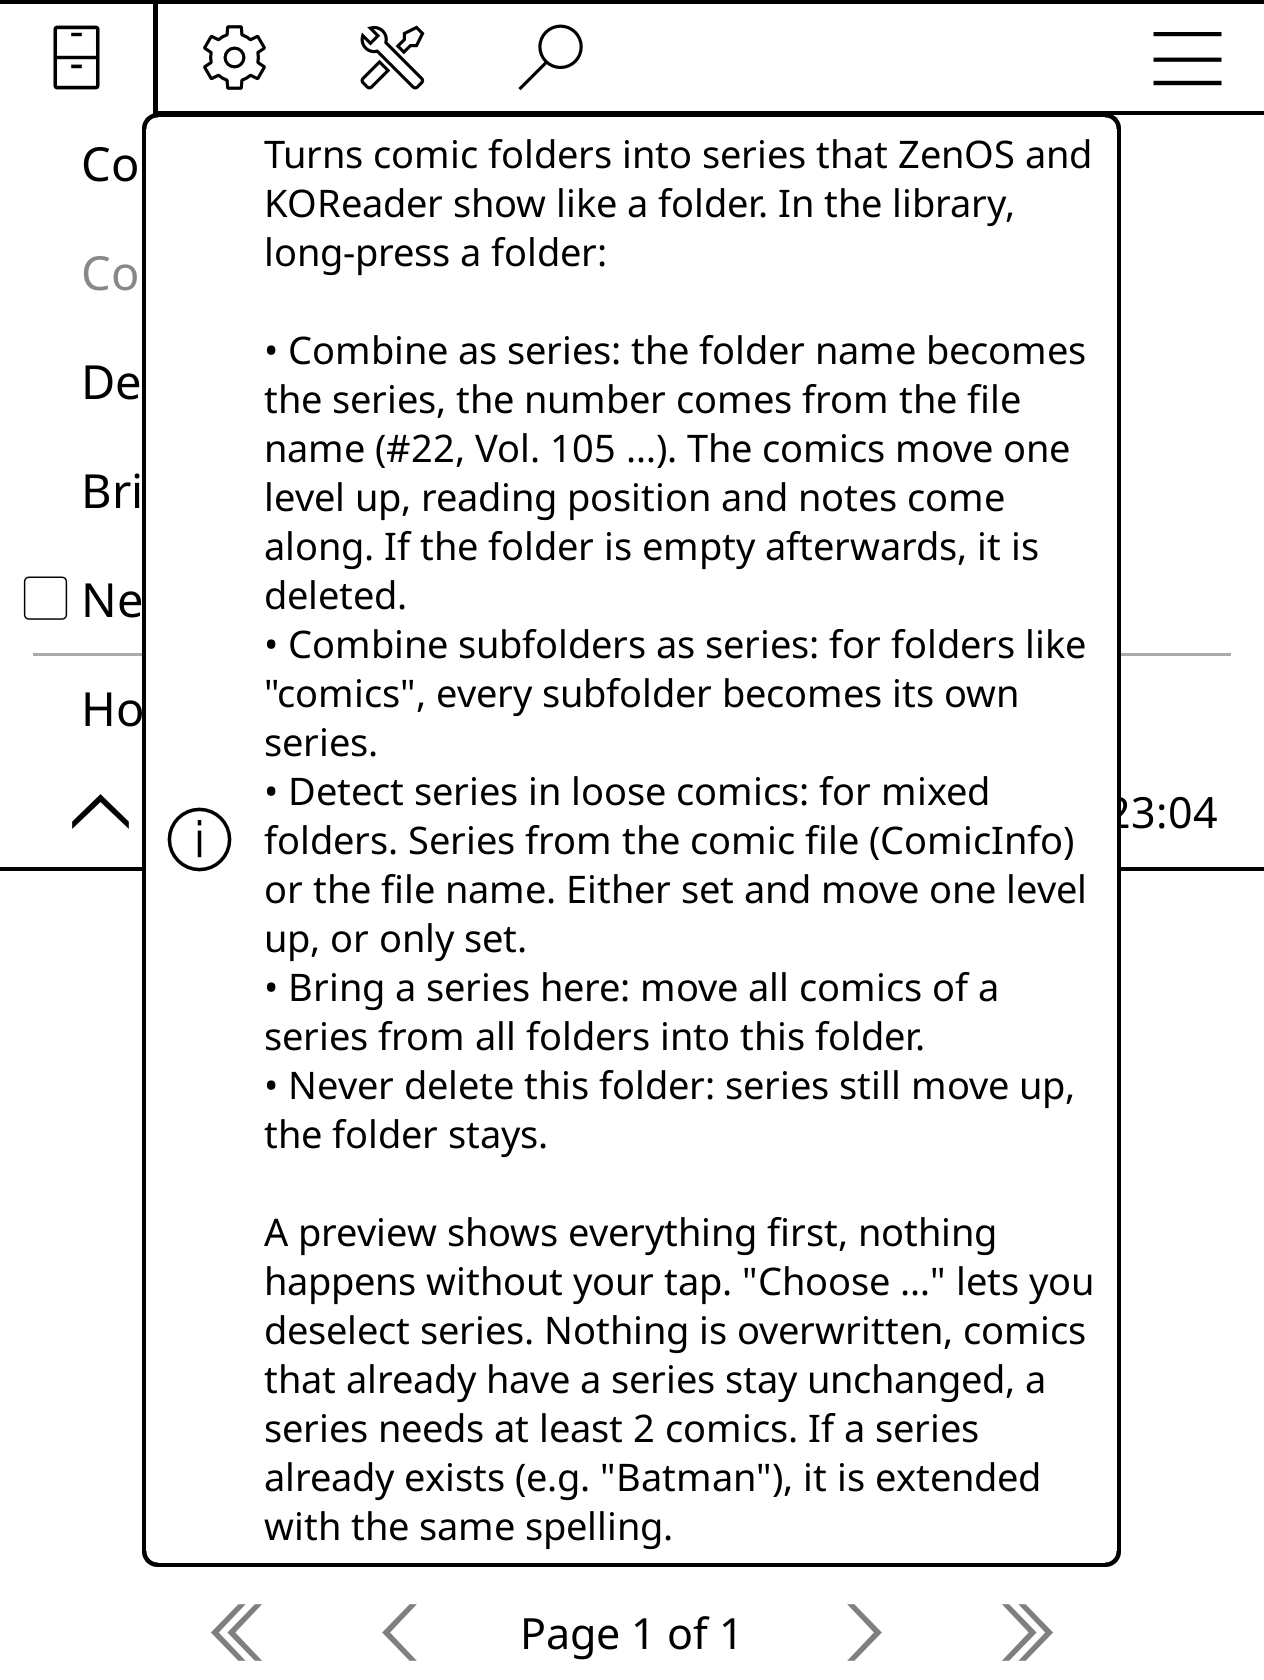 Turns comic folders into series that ZenOS and
KOReader show like a folder. In the library,
long-press a folder:
• Combine as series: the folder name becomes
the series, the number comes from the file
name (#22, Vol. 105 ...). The comics move one
level up, reading position and notes come
along. If the folder is empty afterwards, it is
deleted.
• Combine subfolders as series: for folders like
"comics", every subfolder becomes its own
series.
• Detect series in loose comics: for mixed
folders. Series from the comic file (ComicInfo)
or the file name. Either set and move one level
up, or only set.
• Bring a series here: move all comics of a
series from all folders into this folder.
• Never delete this folder: series still move up,
the folder stays.
A preview shows everything first, nothing
happens without your tap. "Choose ..." lets you
deselect series. Nothing is overwritten, comics
that already have a series stay unchanged, a
series needs at least 2 comics. If a series
already exists (e.g. "Batman"), it is extended
with the same spelling.
Co
Co
De
Bri
Ne
Ho
23:04
Page 1 of 1